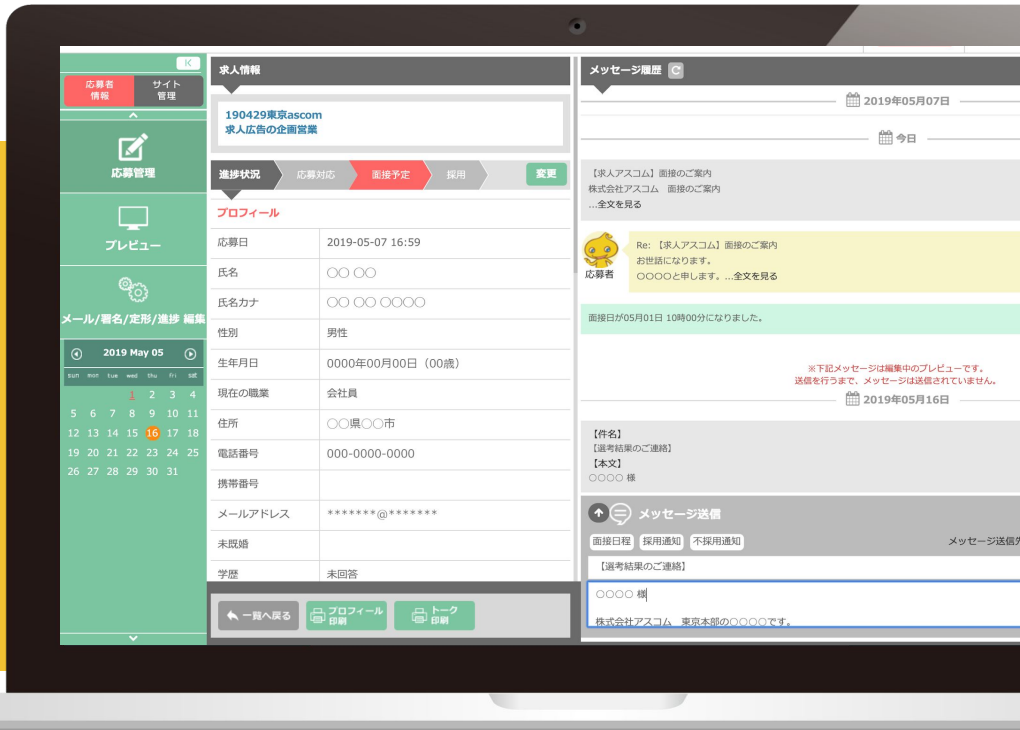 応募者
情報
サイト
管理
応募管理
プレビュー
メール/署名/定形/進捗 編集
2019 May 05
sun mon tue wed thu fri sat
1 2 3 4
5 6 7 8 9 10 11
12 13 14 15 16 17 18
19 20 21 22 23 24 25
26 27 28 29 30 31
求人情報
190429東京ascom
求人広告の企画営業
進捗状況 応募対応 面接予定 採用 変更
プロフィール
応募日 2019-05-07 16:59
氏名 ○○ ○○
氏名カナ ○○ ○○ ○○○○
性別 男性
生年月日 0000年00月00日（00歳）
現在の職業 会社員
住所 ○○県○○市
電話番号 000-0000-0000
携帯番号
メールアドレス *******@*******
未既婚
学歴 未回答
一覧へ戻る
プロフィール
印刷
トーク
印刷
メッセージ履歴
2019年05月07日
今日
【求人アスコム】面接のご案内
株式会社アスコム　面接のご案内
...全文を見る
応募者
Re: 【求人アスコム】面接のご案内
お世話になります。
○○○○と申します。...全文を見る
面接日が05月01日 10時00分になりました。
※下記メッセージは編集中のプレビューです。
送信を行うまで、メッセージは送信されていません。
2019年05月16日
【件名】
【選考結果のご連絡】
【本文】
○○○○ 様
メッセージ送信
面接日程 採用通知 不採用通知 メッセージ送信先
【選考結果のご連絡】
○○○○ 様
株式会社アスコム　東京本部の○○○○です。